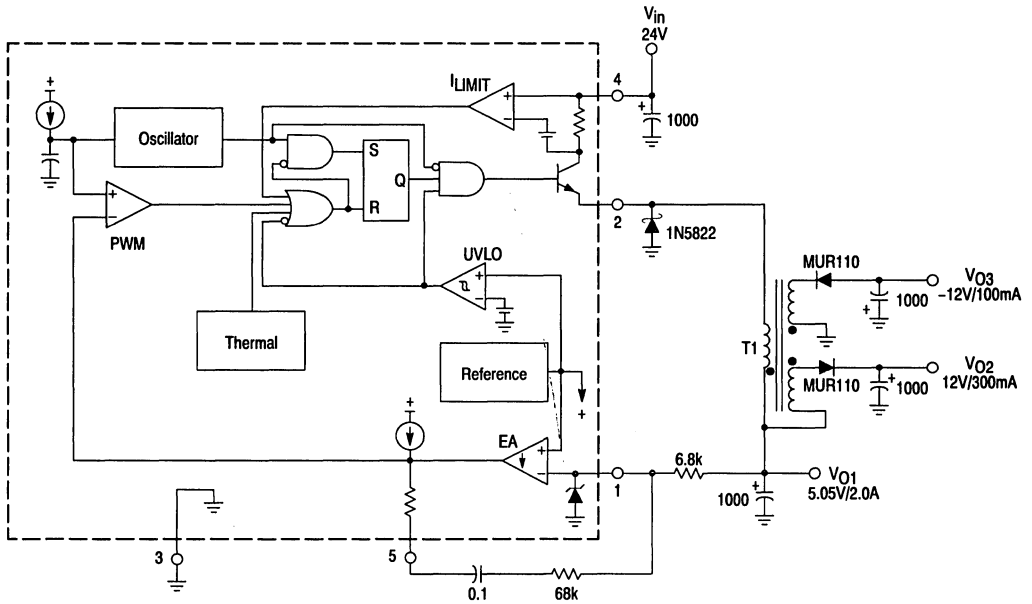 Vin
24V
4
ILIMIT
+
−
+
1000
+
Oscillator
S
Q
R
+
−
PWM
2
1N5822
UVLO
+
−
MUR110
VO3
−12V/100mA
1000
+
T1
Thermal
Reference
+
VO2
12V/300mA
MUR110
+
1000
+
EA
+
−
1
6.8k
VO1
5.05V/2.0A
+
1000
3
5
0.1
68k